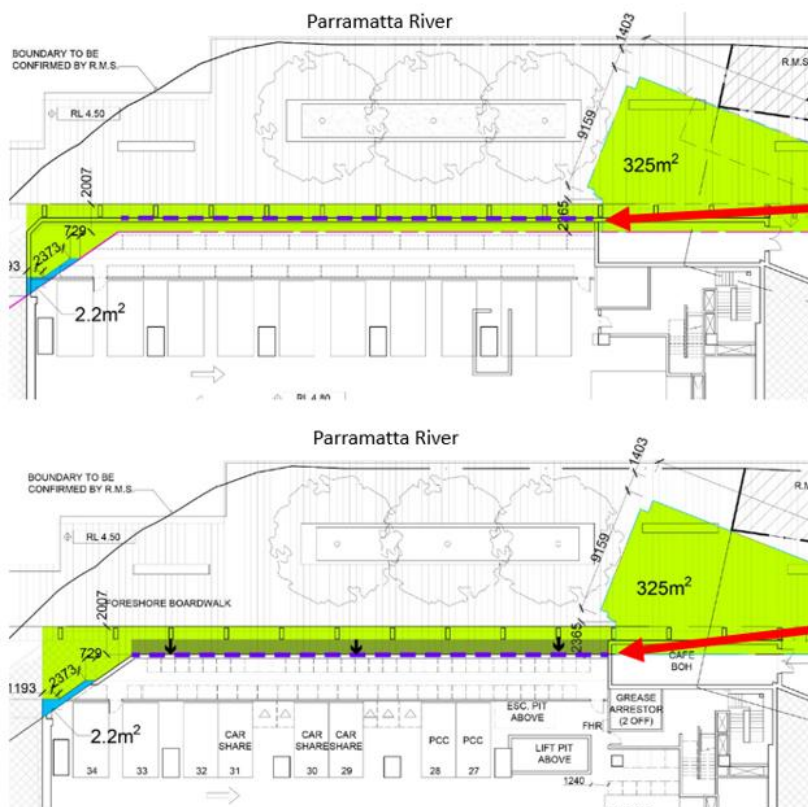 Parramatta River
1403
BOUNDARY TO BE
CONFIRMED BY R.M.S.
R.M.S
RL 4.50
9159
325m²
2007
2365
729
2373
93
2.2m²
Parramatta River
1403
BOUNDARY TO BE
CONFIRMED BY R.M.S.
R.M
RL 4.50
9159
325m²
FORESHORE BOARDWALK
2007
2365
729
CAFE
BOH
2373
1193
2.2m²
ESC. PIT
ABOVE
GREASE
ARRESTOR
(2 OFF)
CAR
SHARE
CAR
SHARE
CAR
SHARE
FHR
PCC
PCC
LIFT PIT
ABOVE
34
33
32
31
30
29
28
27
1240